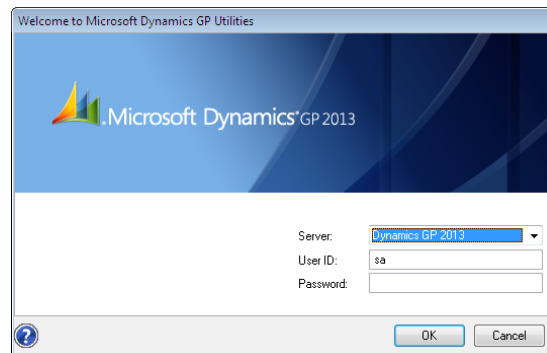 Welcome to Microsoft Dynamics GP Utilities
Microsoft Dynamics® GP 2013
Server: Dynamics GP 2013
User ID: sa
Password:
? OK Cancel